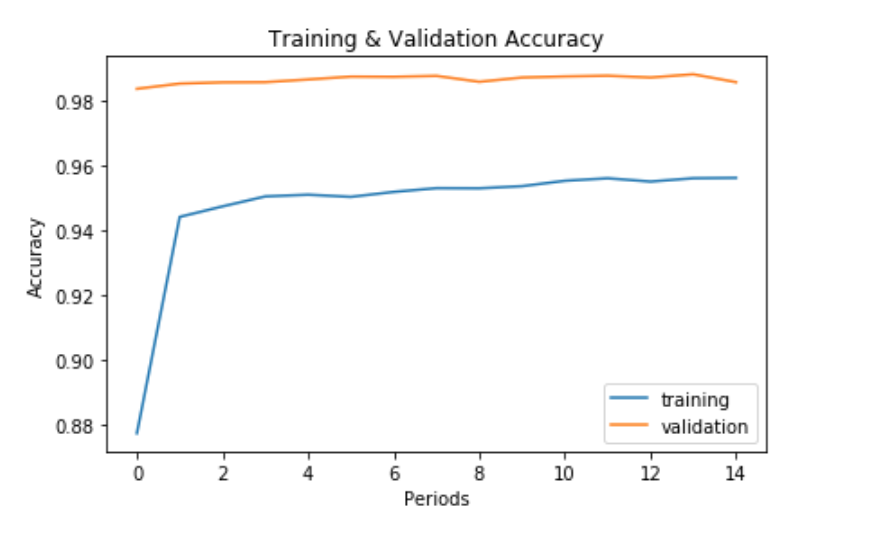 Training & Validation Accuracy
Accuracy
0.98
0.96
0.94
0.92
0.90
0.88
0 2 4 6 8 10 12 14
Periods
training
validation